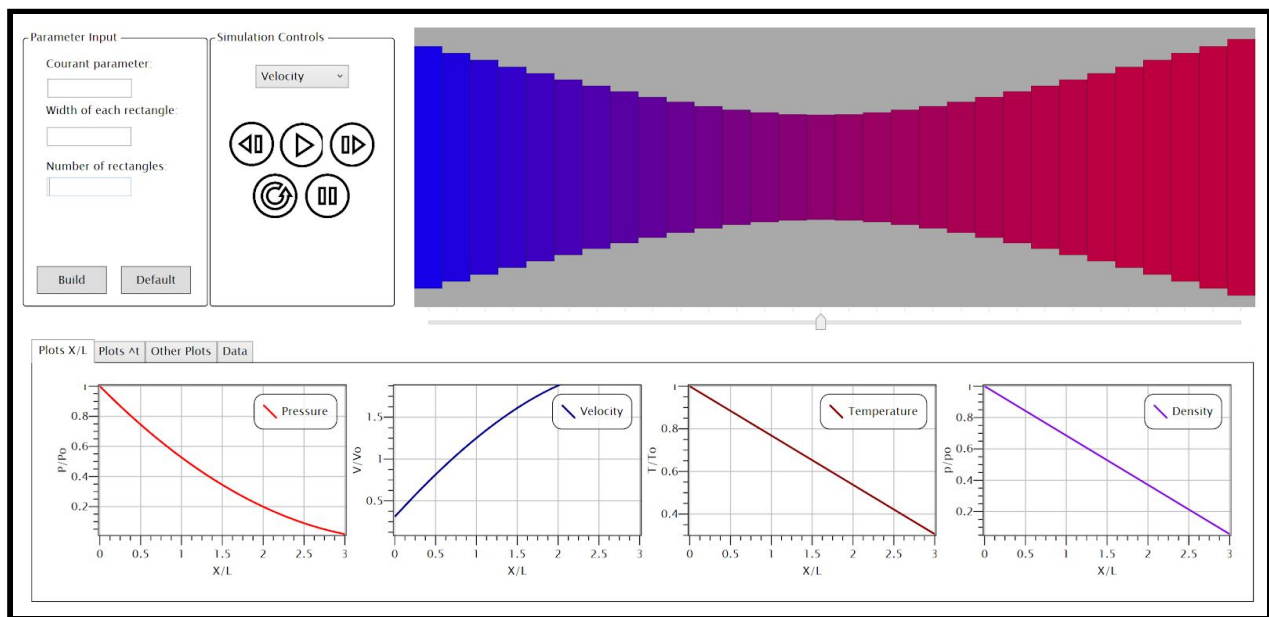 Parameter Input
Courant parameter:
Width of each rectangle:
Number of rectangles:
Build
Default
Simulation Controls
Velocity
Plots X/L
Plots ^t
Other Plots
Data
P/Po
1
0.8
0.6
0.4
0.2
0 0.5 1 1.5 2 2.5 3
X/L
Pressure
V/Vo
1.5
1
0.5
0 0.5 1 1.5 2 2.5 3
X/L
Velocity
T/To
1
0.8
0.6
0.4
0 0.5 1 1.5 2 2.5 3
X/L
Temperature
p/po
1
0.8
0.6
0.4
0.2
0 0.5 1 1.5 2 2.5 3
X/L
Density